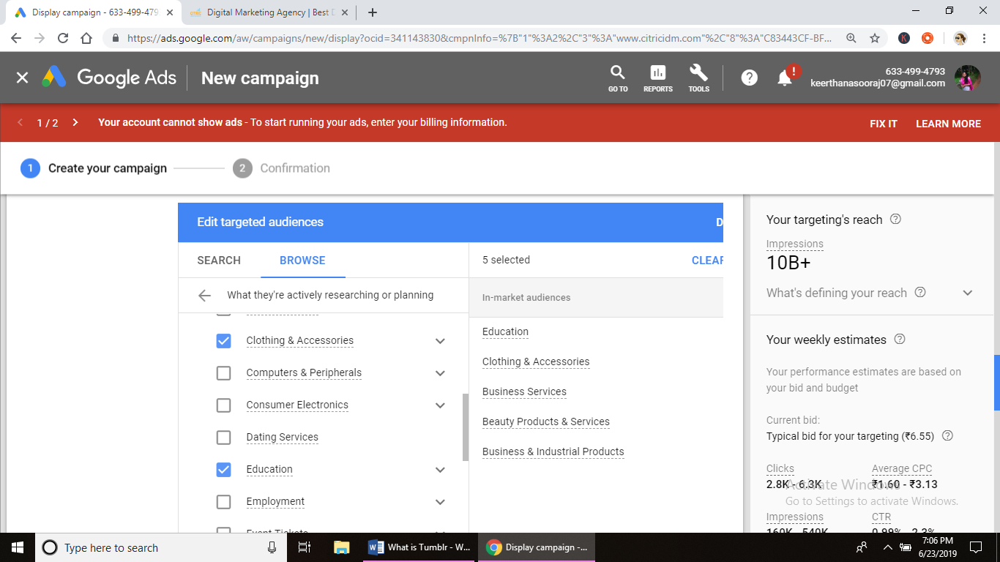 Display campaign - 633-499-479
Digital Marketing Agency | Best
https://ads.google.com/aw/campaigns/new/display?ocid=341143830&cmpnInfo=%7B"1"%3A2%2C"3"%3A"www.citricidm.com"%2C"8"%3A"C83443CF-BF...
Google Ads
New campaign
GO TO
REPORTS
TOOLS
633-499-4793
keerthanasooraj07@gmail.com
1 / 2
Your account cannot show ads - To start running your ads, enter your billing information.
FIX IT
LEARN MORE
1 Create your campaign
2 Confirmation
Edit targeted audiences
D
SEARCH
BROWSE
5 selected
CLEAR
What they're actively researching or planning
In-market audiences
Clothing & Accessories
Computers & Peripherals
Consumer Electronics
Dating Services
Education
Employment
Event Tickets
Education
Clothing & Accessories
Business Services
Beauty Products & Services
Business & Industrial Products
Your targeting's reach
Impressions
10B+
What's defining your reach
Your weekly estimates
Your performance estimates are based on
your bid and budget
Current bid:
Typical bid for your targeting (₹6.55)
Clicks
Average CPC
2.8K - 6.3K
₹1.60 - ₹3.13
Activate Windows
Go to Settings to activate Windows.
Impressions
CTR
160K - 540K
0.99% - 2.3%
Type here to search
What is Tumblr - W...
Display campaign -...
7:06 PM
6/23/2019